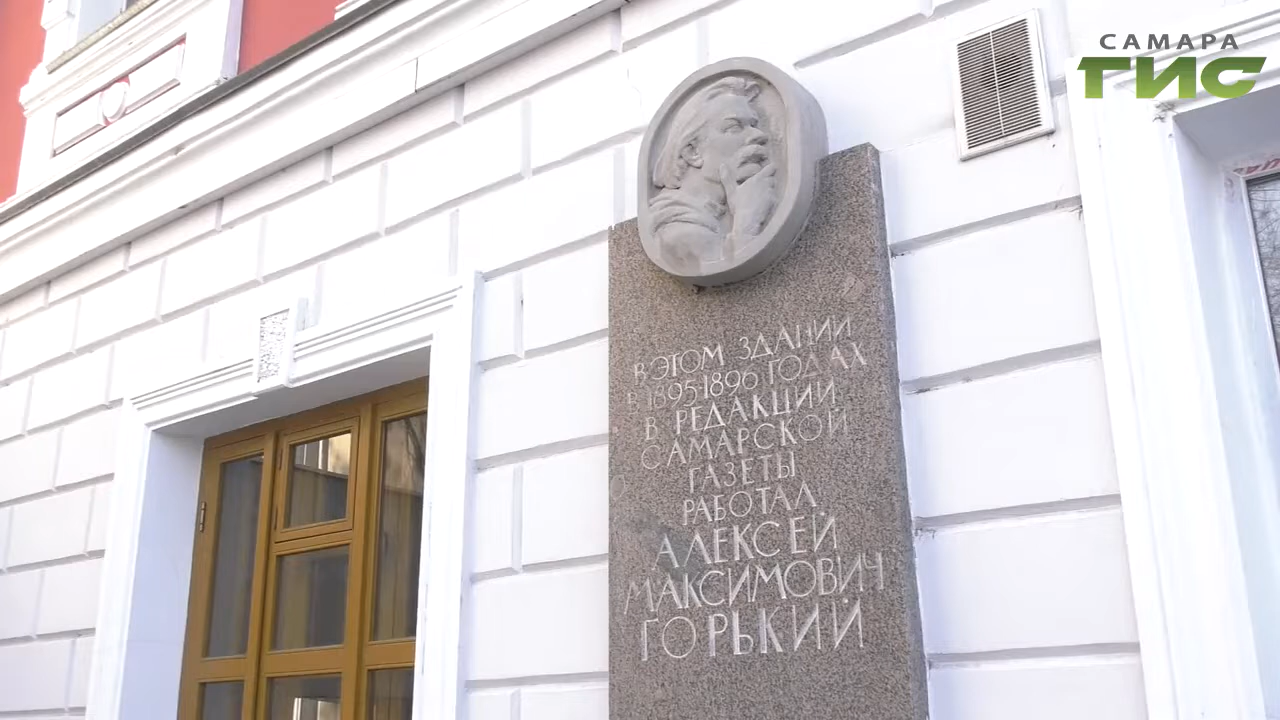 САМАРА
ГИС
В ЭТОМ ЗДАНИИ
В 1895-1896 ГОДАХ
В РЕДАКЦИИ
САМАРСКОЙ
ГАЗЕТЫ
РАБОТАЛ
АЛЕКСЕЙ
МАКСИМОВИЧ
ГОРЬКИЙ